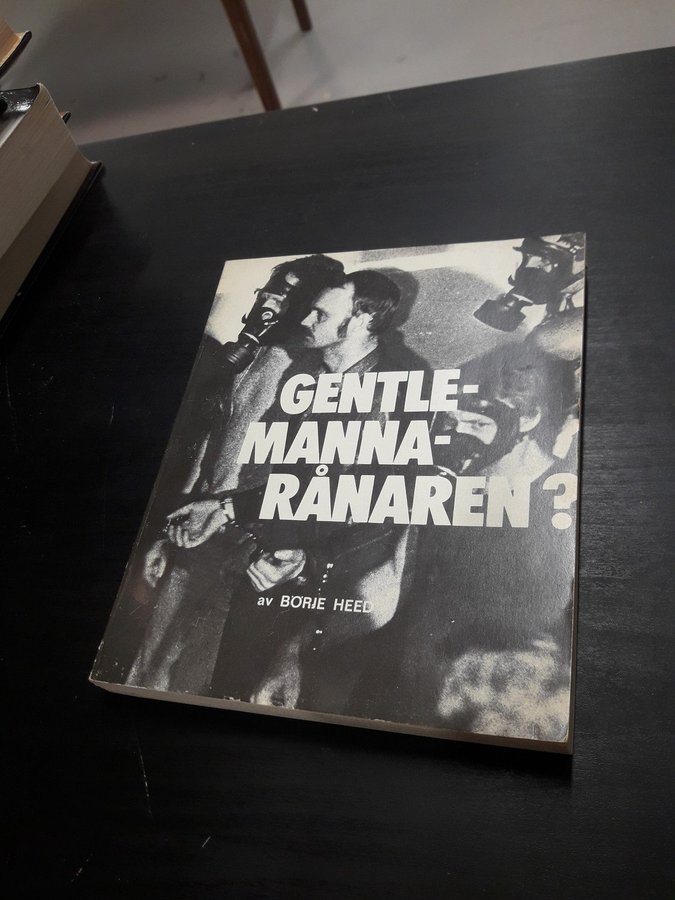 GENTLE-
MANNA-
RÅNAREN?
av BÖRJE HEED